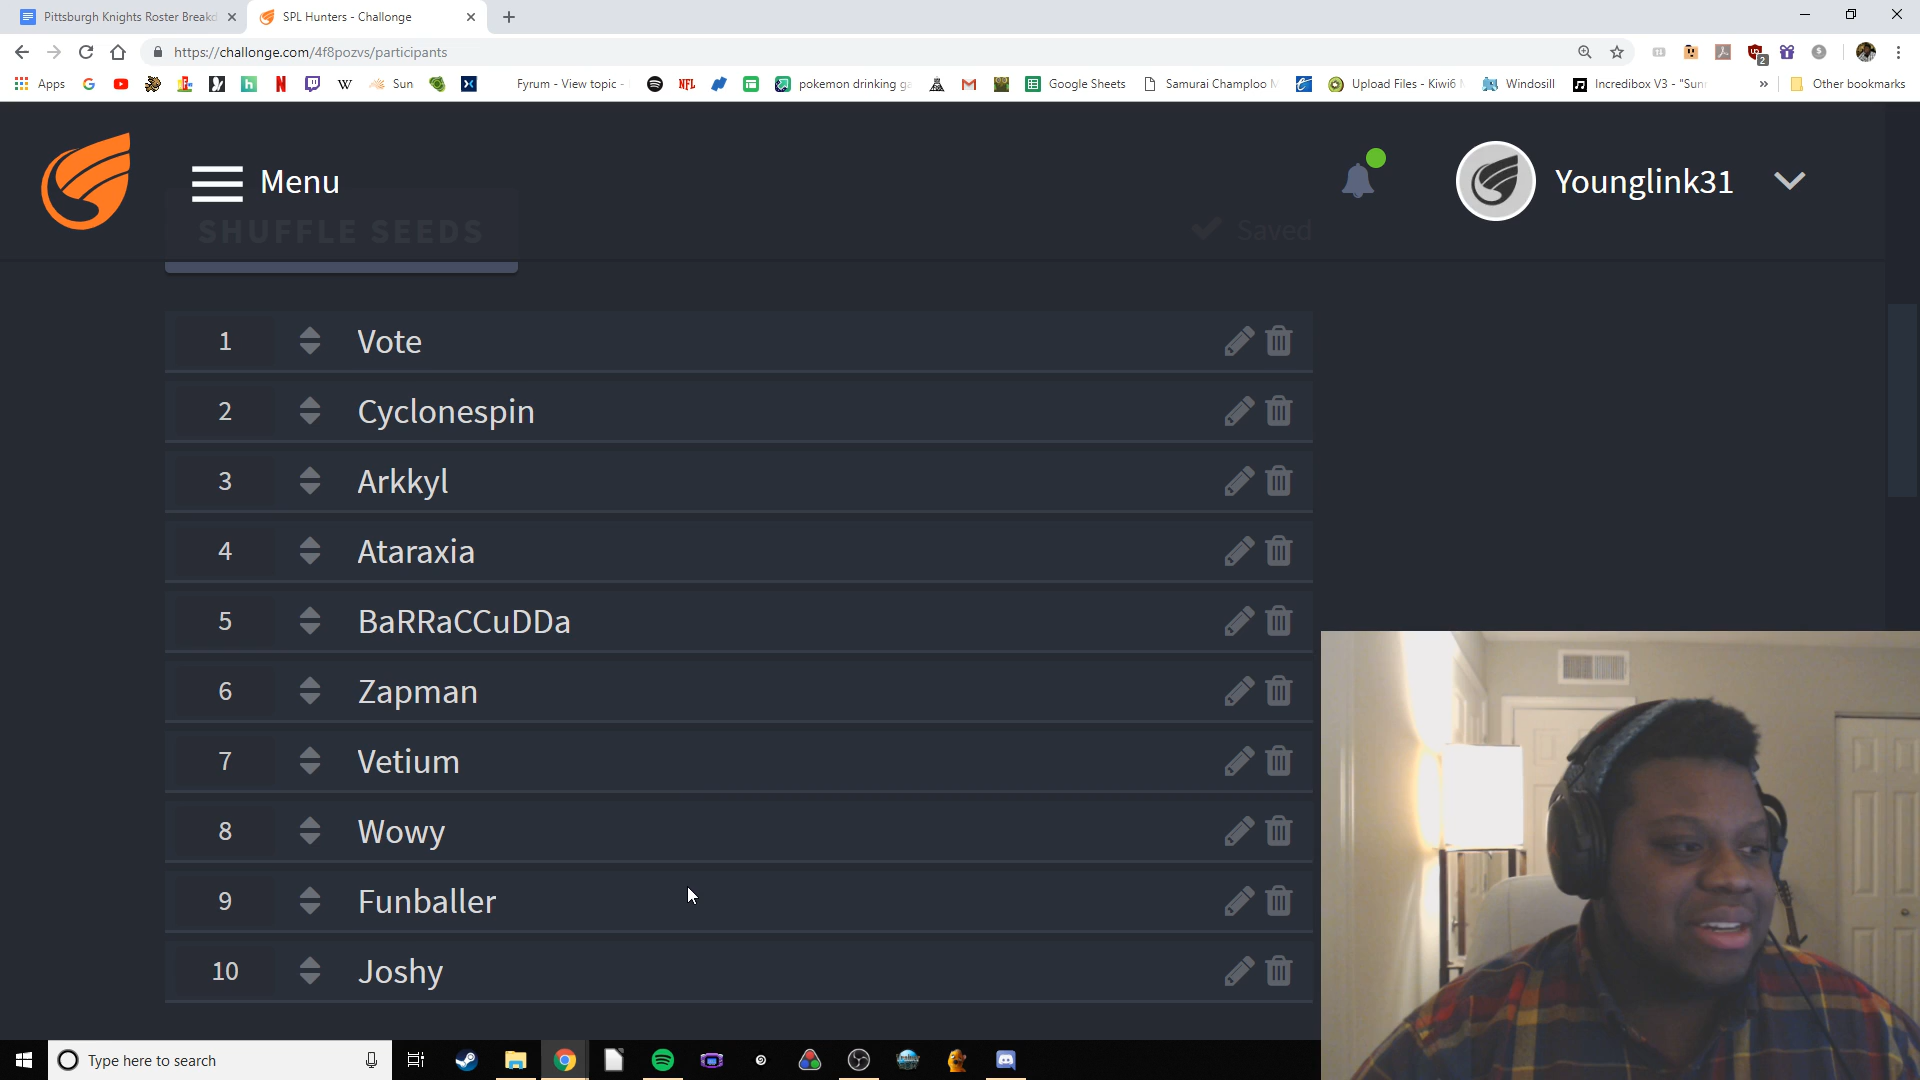 Pittsburgh Knights Roster Breakd
SPL Hunters - Challonge
https://challonge.com/4f8pozvs/participants
Apps
Sun
Fyrum - View topic -
NFL
pokemon drinking ga
Google Sheets
Samurai Champloo M
Upload Files - Kiwi6
Windosill
Incredibox V3 - "Sun
Other bookmarks
Menu
Younglink31
SHUFFLE SEEDS
Saved
1 Vote
2 Cyclonespin
3 Arkkyl
4 Ataraxia
5 BaRRaCCuDDa
6 Zapman
7 Vetium
8 Wowy
9 Funballer
10 Joshy
Type here to search